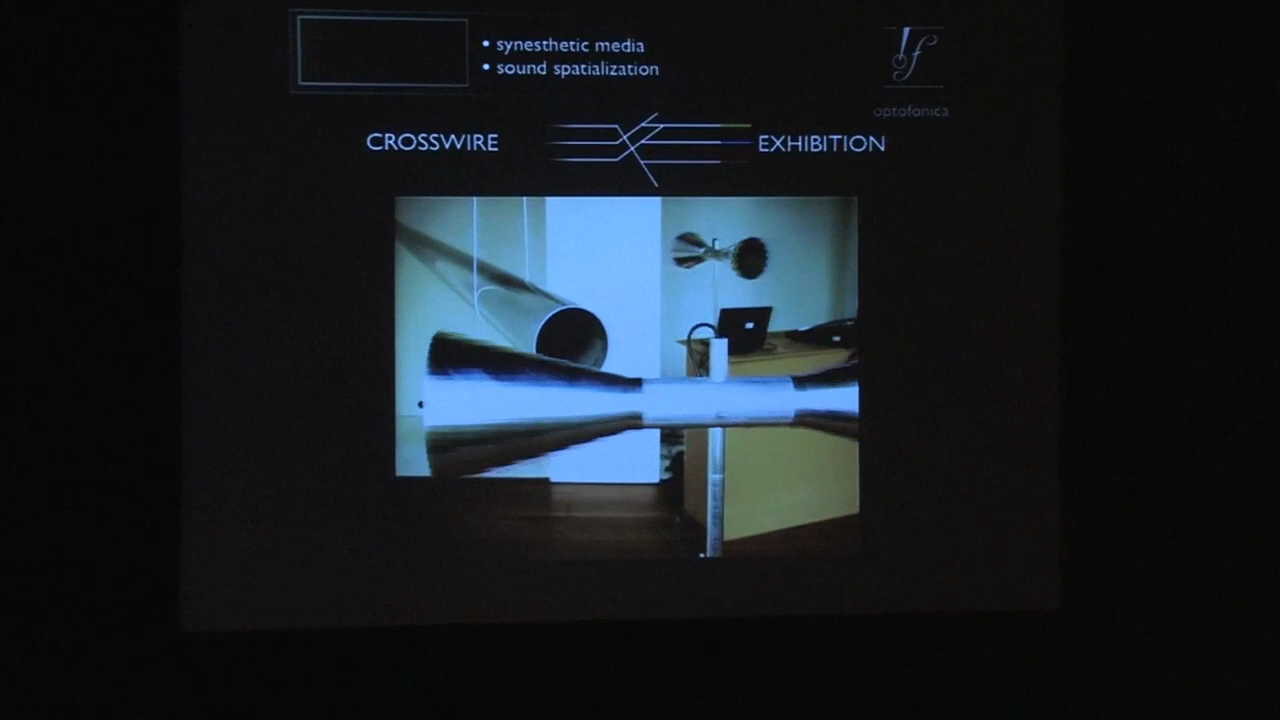 • synesthetic media
• sound spatialization
optofonica
CROSSWIRE EXHIBITION